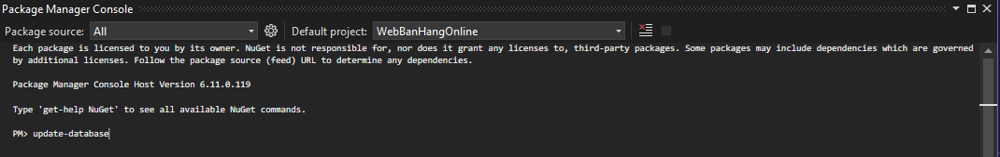 Package Manager Console
Package source: All Default project: WebBanHangOnline
Each package is licensed to you by its owner. NuGet is not responsible for, nor does it grant any licenses to, third-party packages. Some packages may include dependencies which are governed
by additional licenses. Follow the package source (feed) URL to determine any dependencies.
Package Manager Console Host Version 6.11.0.119
Type 'get-help NuGet' to see all available NuGet commands.
PM> update-database